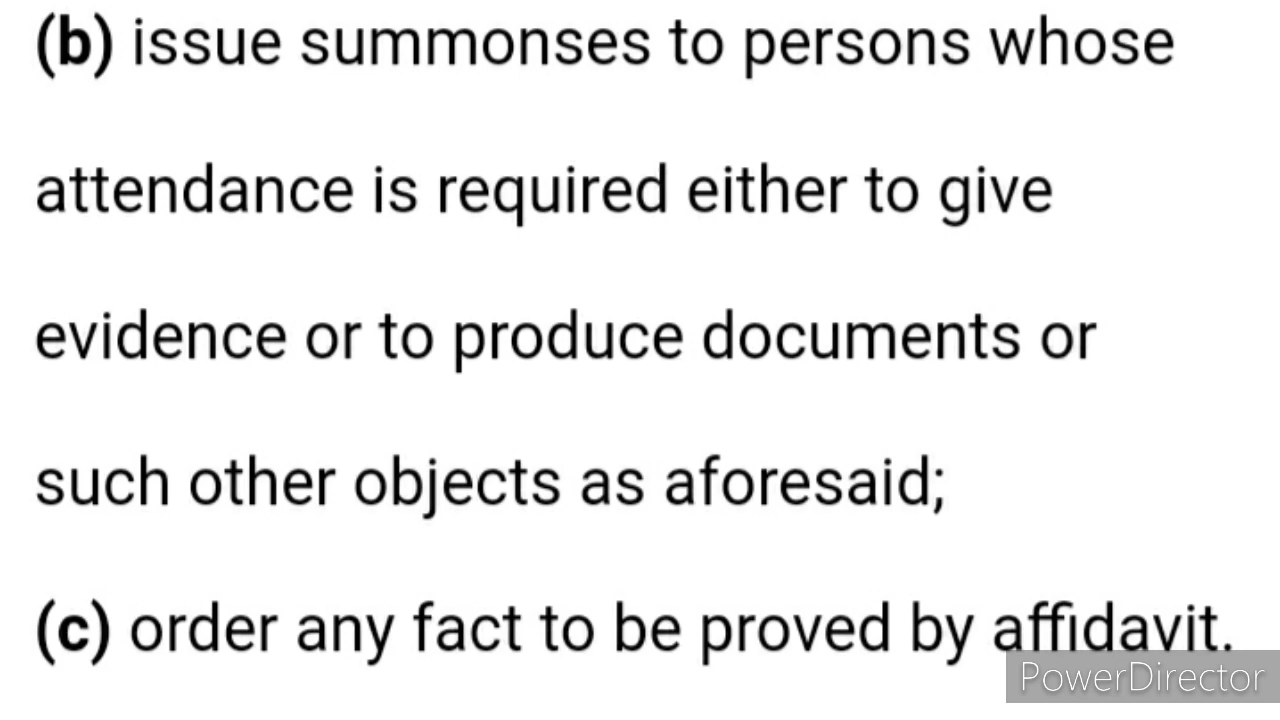 (b) issue summonses to persons whose
attendance is required either to give
evidence or to produce documents or
such other objects as aforesaid;
(c) order any fact to be proved by affidavit.
PowerDirector